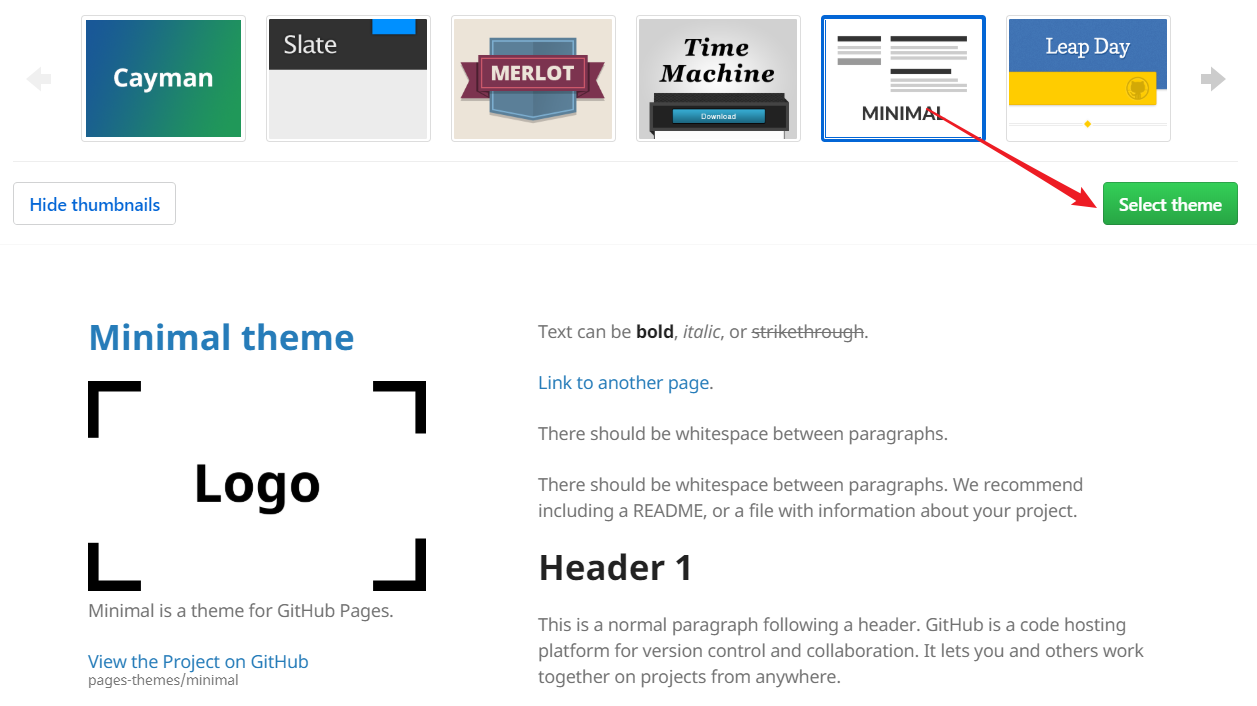 Cayman
Slate
MERLOT
Time
Machine
Download
MINIMAL
Leap Day
Hide thumbnails
Select theme
Minimal theme
Logo
Minimal is a theme for GitHub Pages.
View the Project on GitHub
pages-themes/minimal
Text can be bold, italic, or strikethrough.
Link to another page.
There should be whitespace between paragraphs.
There should be whitespace between paragraphs. We recommend
including a README, or a file with information about your project.
Header 1
This is a normal paragraph following a header. GitHub is a code hosting
platform for version control and collaboration. It lets you and others work
together on projects from anywhere.